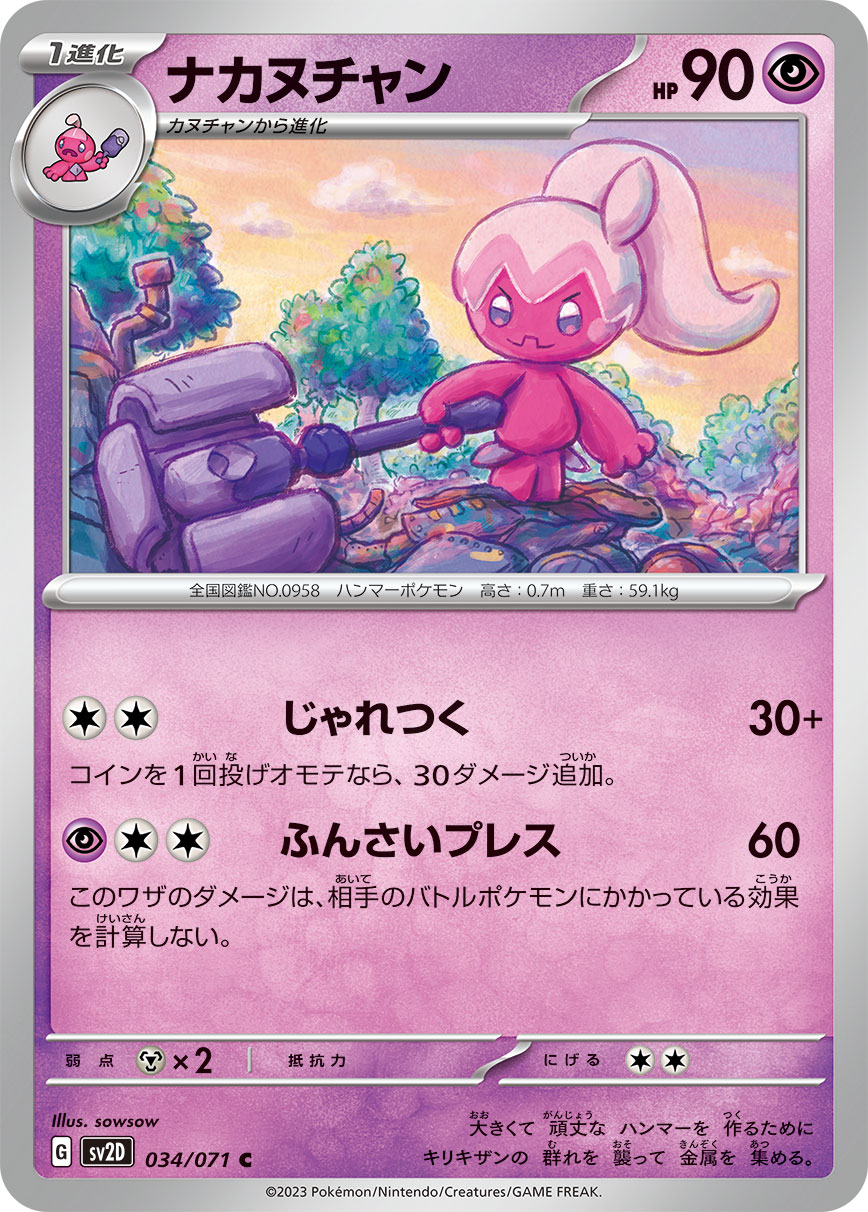 1進化
ナカヌチャン
HP 90
カヌチャンから進化
全国図鑑NO.0958 ハンマーポケモン 高さ：0.7m 重さ：59.1kg
じゃれつく 30+
コインを1回投げオモテなら、30ダメージ追加。
ふんさいプレス 60
このワザのダメージは、相手のバトルポケモンにかかっている効果
を計算しない。
弱点 ×2 抵抗力 にげる
Illus. sowsow
大きくて 頑丈な ハンマーを 作るために
キリキザンの 群れを 襲って 金属を 集める。
G sv2D 034/071 C
©2023 Pokémon/Nintendo/Creatures/GAME FREAK.